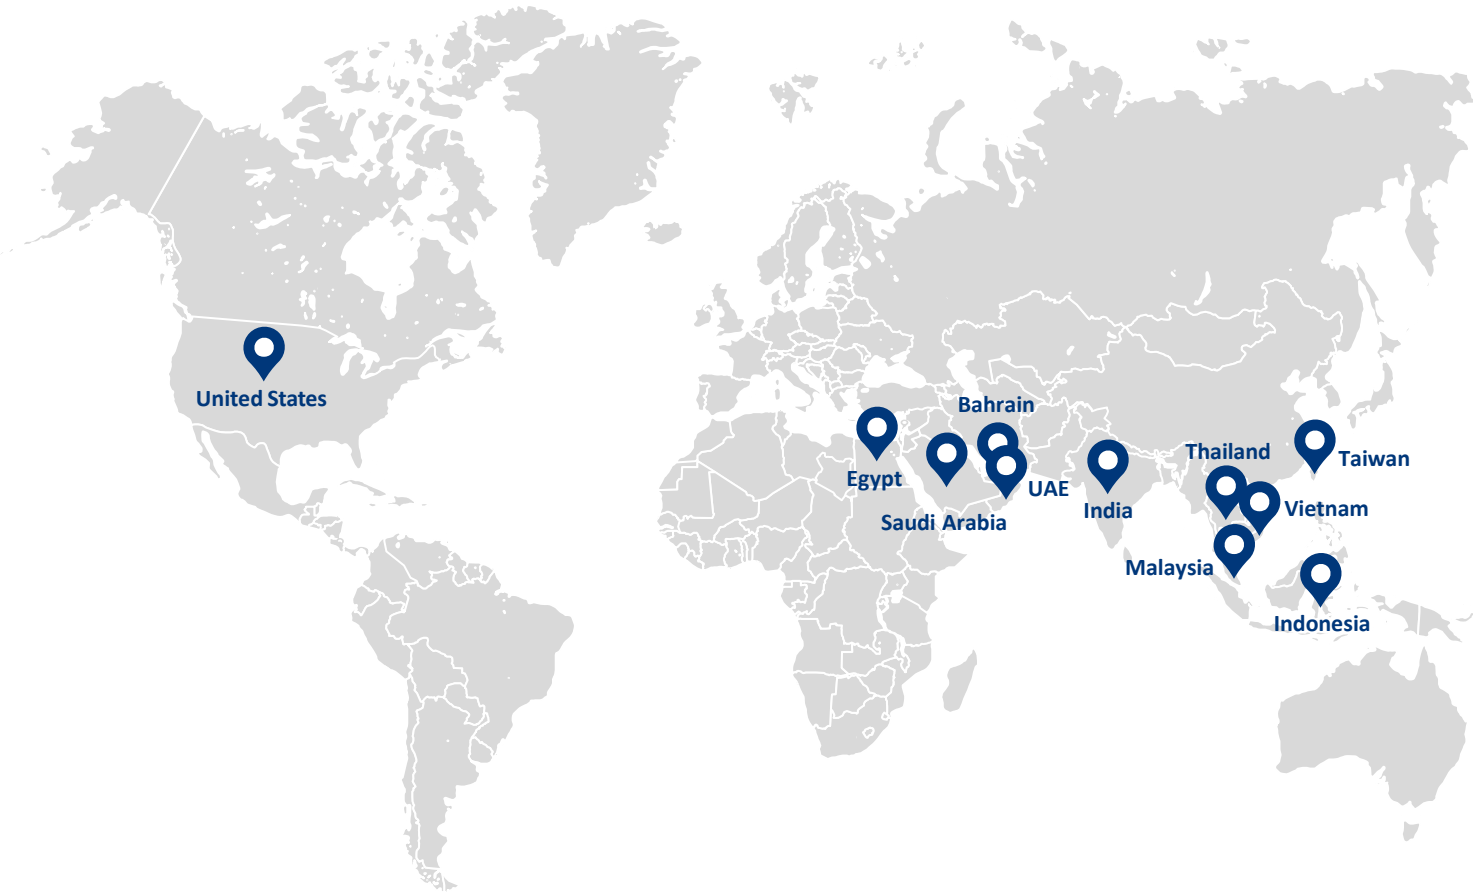 United States
Bahrain
Egypt
Saudi Arabia
UAE
India
Thailand
Taiwan
Vietnam
Malaysia
Indonesia